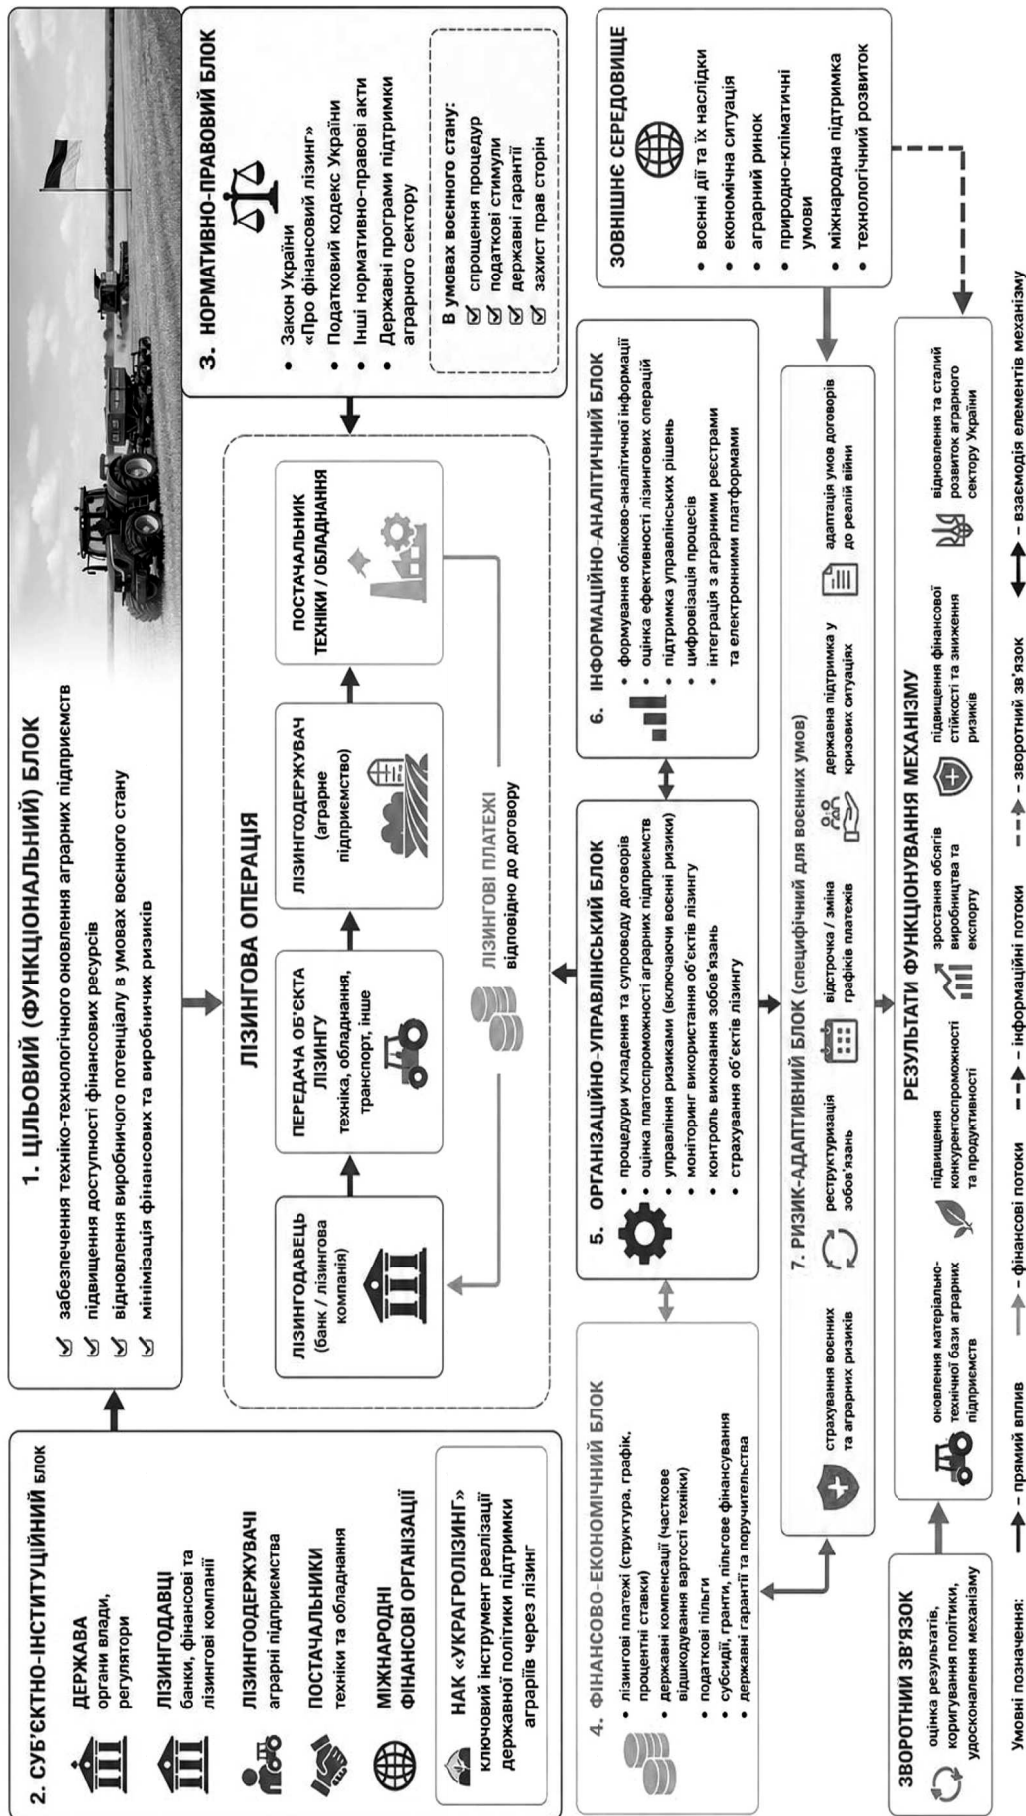 1. ЦІЛЬОВИЙ (ФУНКЦІОНАЛЬНИЙ) БЛОК
забезпечення техніко-технологічного оновлення аграрних підприємств
підвищення доступності фінансових ресурсів
відновлення виробничого потенціалу в умовах воєнного стану
мінімізація фінансових та виробничих ризиків
2. СУБ'ЄКТНО-ІНСТИТУЦІЙНИЙ БЛОК
ДЕРЖАВА
органи влади,
регулятори
ЛІЗИНГОДАВЦІ
банки, фінансові та
лізингові компанії
ЛІЗИНГООДЕРЖУВАЧІ
аграрні підприємства
ПОСТАЧАЛЬНИКИ
техніки та обладнання
МІЖНАРОДНІ
ФІНАНСОВІ ОРГАНІЗАЦІЇ
НАК «УКРАГРОЛІЗИНГ»
ключовий інструмент реалізації
державної політики підтримки
аграріїв через лізинг
ЛІЗИНГОВА ОПЕРАЦІЯ
ЛІЗИНГОДАВЕЦЬ
(банк / лізингова
компанія)
ПЕРЕДАЧА ОБ'ЄКТА
ЛІЗИНГУ
техніка, обладнання,
транспорт, інше
ЛІЗИНГООДЕРЖУВАЧ
(аграрне
підприємство)
ПОСТАЧАЛЬНИК
ТЕХНІКИ / ОБЛАДНАННЯ
ЛІЗИНГОВІ ПЛАТЕЖІ
відповідно до договору
3. НОРМАТИВНО-ПРАВОВИЙ БЛОК
• Закон України
«Про фінансовий лізинг»
• Податковий кодекс України
• Інші нормативно-правові акти
• Державні програми підтримки
аграрного сектору
В умовах воєнного стану:
спрощення процедур
податкові стимули
державні гарантії
захист прав сторін
4. ФІНАНСОВО-ЕКОНОМІЧНИЙ БЛОК
• лізингові платежі (структура, графік,
процентні ставки)
• державні компенсації (часткове
відшкодування вартості техніки)
• податкові пільги
• субсидії, гранти, пільгове фінансування
• державні гарантії та поручительства
5. ОРГАНІЗАЦІЙНО-УПРАВЛІНСЬКИЙ БЛОК
• процедури укладення та супроводу договорів
• оцінка платоспроможності аграрних підприємств
• управління ризиками (включаючи воєнні ризики)
• моніторинг використання об'єктів лізингу
• контроль виконання зобов'язань
• страхування об'єктів лізингу
6. ІНФОРМАЦІЙНО-АНАЛІТИЧНИЙ БЛОК
• формування обліково-аналітичної інформації
• оцінка ефективності лізингових операцій
• підтримка управлінських рішень
• цифровізація процесів
• інтеграція з аграрними реєстрами
та електронними платформами
ЗОВНІШНЄ СЕРЕДОВИЩЕ
• воєнні дії та їх наслідки
• економічна ситуація
• аграрний ринок
• природно-кліматичні
умови
• міжнародна підтримка
• технологічний розвиток
7. РИЗИК-АДАПТИВНИЙ БЛОК (специфічний для воєнних умов)
страхування воєнних
та аграрних ризиків
реструктуризація
зобов'язань
відстрочка / зміна
графіків платежів
державна підтримка у
кризових ситуаціях
адаптація умов договорів
до реалій війни
ЗВОРОТНИЙ ЗВ'ЯЗОК
• оцінка результатів,
коригування політики,
удосконалення механізму
РЕЗУЛЬТАТИ ФУНКЦІОНУВАННЯ МЕХАНІЗМУ
оновлення матеріально-
технічної бази аграрних
підприємств
підвищення
конкурентоспроможності
та продуктивності
зростання обсягів
виробництва та
експорту
підвищення фінансової
стійкості та зниження
ризиків
відновлення та сталий
розвиток аграрного
сектору України
Умовні позначення:
– прямий вплив
– фінансові потоки
– інформаційні потоки
– зворотний зв'язок
– взаємодія елементів механізму